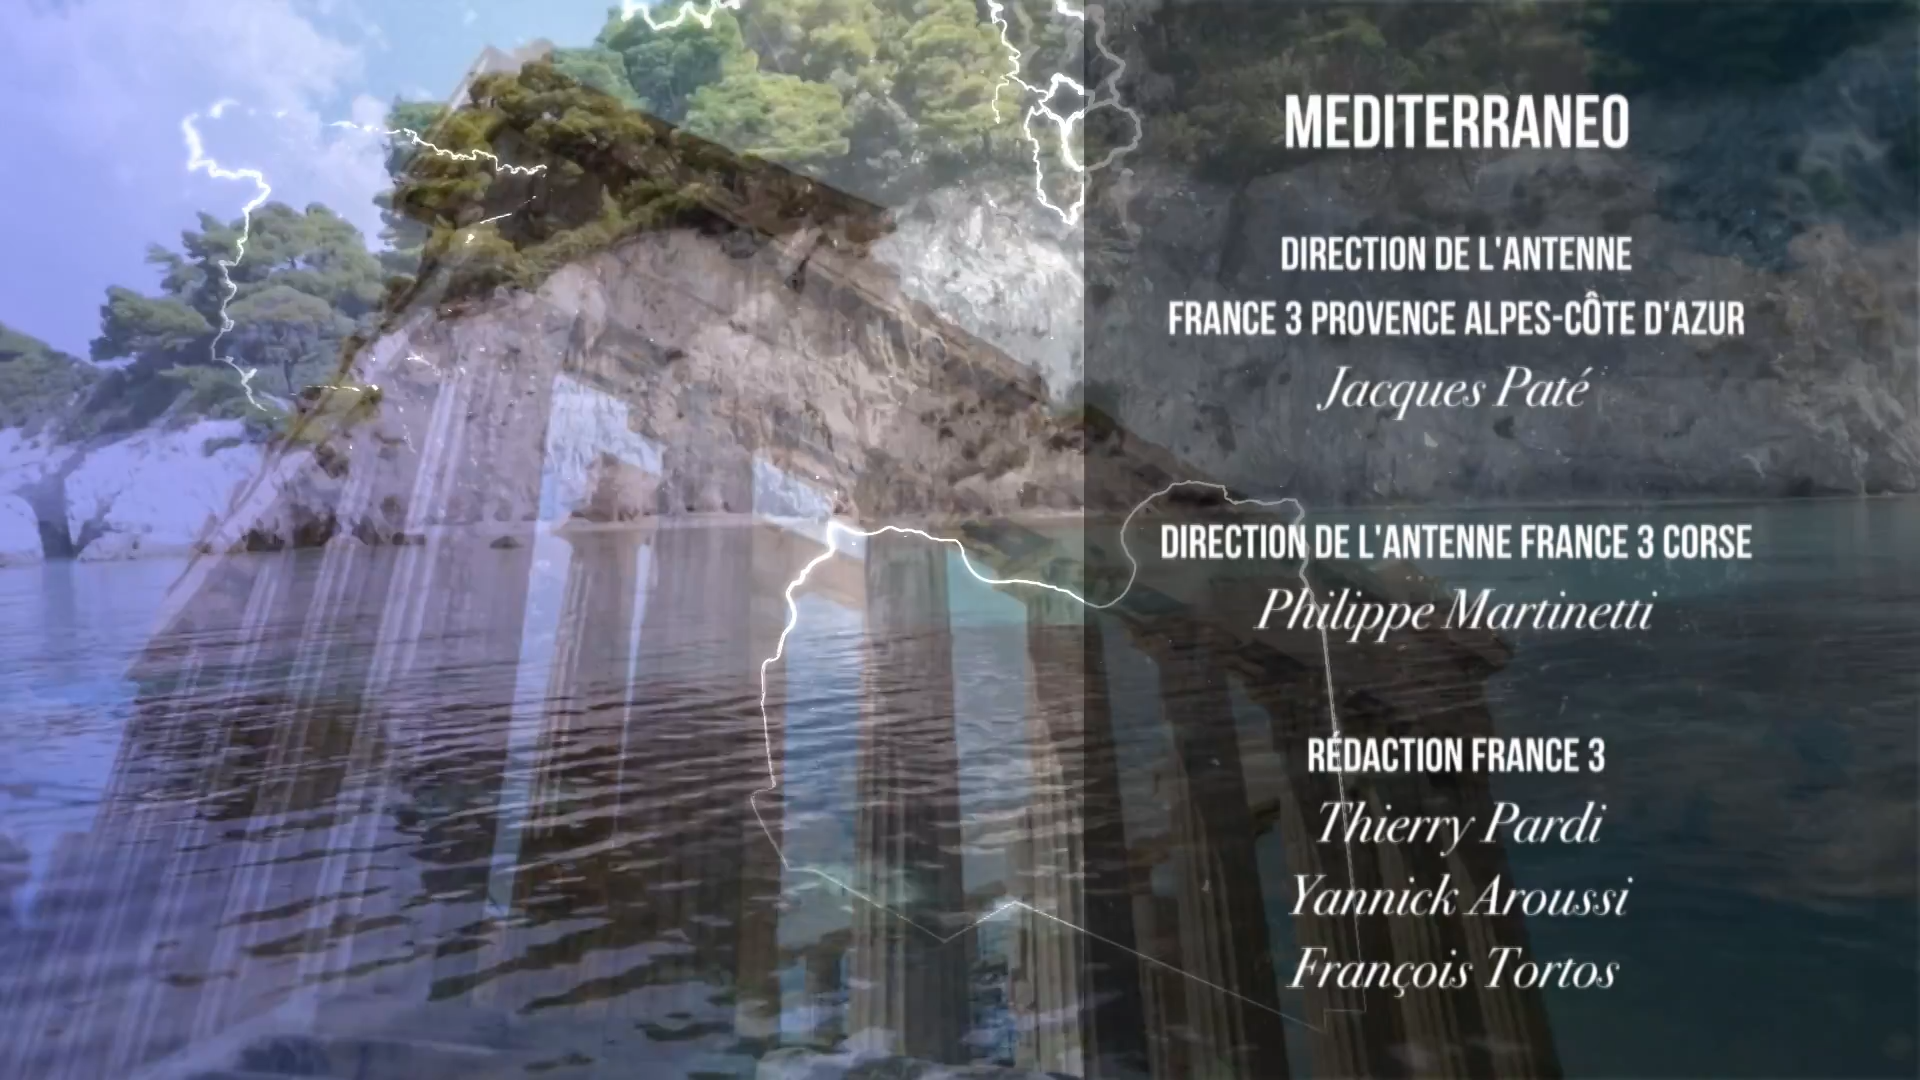 MEDITERRANEO
DIRECTION DE L'ANTENNE
FRANCE 3 PROVENCE ALPES-CÔTE D'AZUR
Jacques Paté
DIRECTION DE L'ANTENNE FRANCE 3 CORSE
Philippe Martinetti
RÉDACTION FRANCE 3
Thierry Pardi
Yannick Aroussi
François Tortos